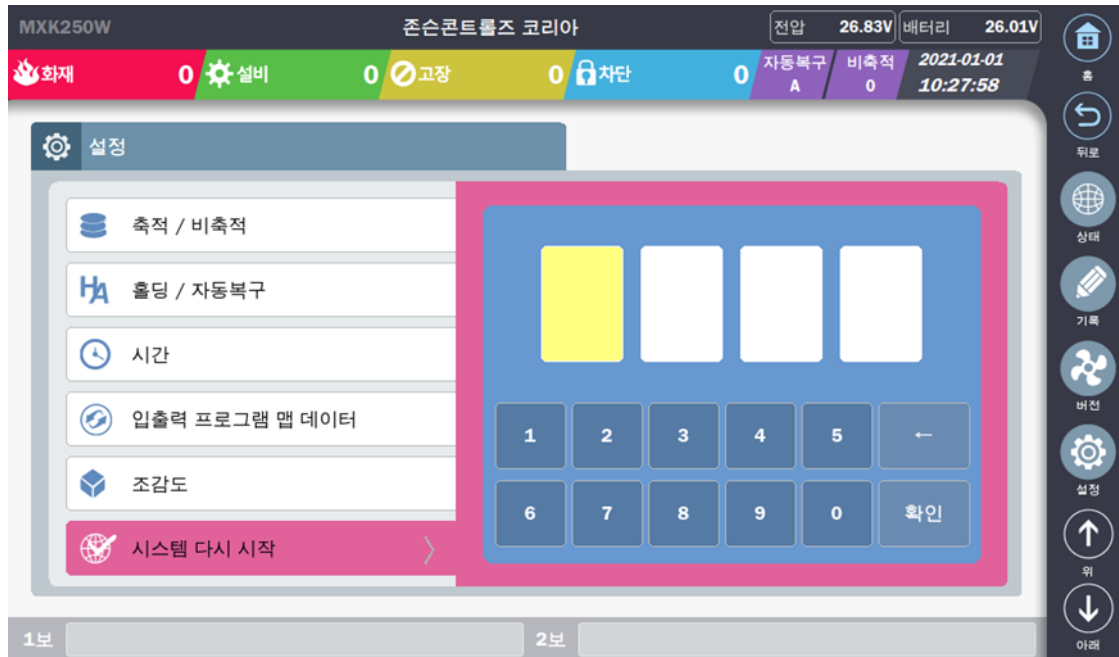 MXK250W 존슨콘트롤즈 코리아 전압 26.83V 배터리 26.01V
화재 0 설비 0 고장 0 차단 0 자동복구 A 비축적 0 2021-01-01 10:27:58
홈
뒤로
상태
기록
버전
설정
위
아래
설정
축적 / 비축적
HA 홀딩 / 자동복구
시간
입출력 프로그램 맵 데이터
조감도
시스템 다시 시작
1 2 3 4 5 ←
6 7 8 9 0 확인
1보 2보